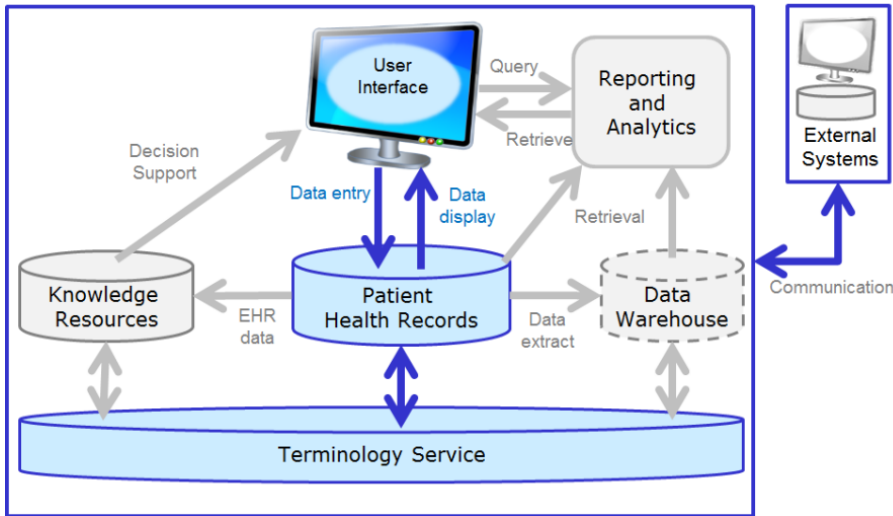 User
Interface
Query
Reporting
and
Analytics
Retrieve
External
Systems
Decision
Support
Data entry
Data
display
Retrieval
Knowledge
Resources
EHR
data
Patient
Health Records
Data
extract
Data
Warehouse
Communication
Terminology Service